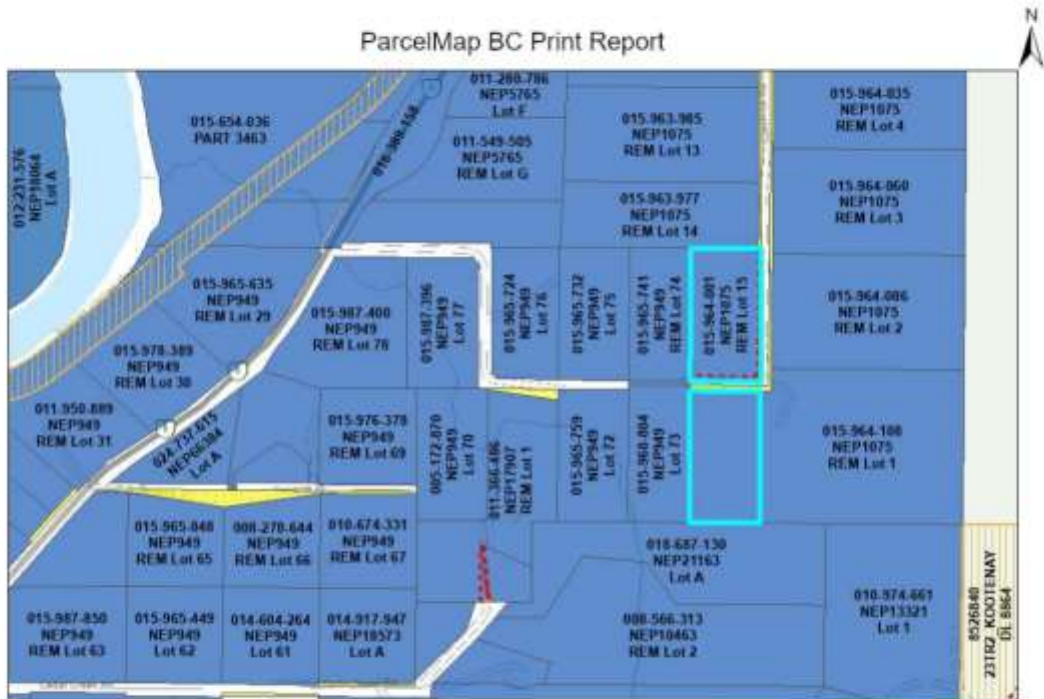 N
ParcelMap BC Print Report
011-280-786
NEP5765
Lot F
015-654-036
PART 3463
015-963-985
NEP1075
REM Lot 13
015-964-035
NEP1075
REM Lot 4
011-549-505
NEP5765
REM Lot G
012-231-576
NEP18064
Lot A
015-963-977
NEP1075
REM Lot 14
015-964-060
NEP1075
REM Lot 3
015-965-635
NEP949
REM Lot 29
015-987-400
NEP949
REM Lot 78
015-987-396
NEP949
Lot 77
015-965-724
NEP949
Lot 76
015-965-732
NEP949
Lot 75
015-965-741
NEP949
REM Lot 74
015-964-001
NEP1075
REM Lot 15
015-964-086
NEP1075
REM Lot 2
015-978-389
NEP949
REM Lot 30
011-950-889
NEP949
REM Lot 31
024-737-615
Lot A
015-976-378
NEP949
REM Lot 69
005-172-870
NEP949
Lot 70
011-366-486
NEP17907
REM Lot 1
015-965-759
NEP949
Lot 72
015-968-884
NEP949
Lot 73
015-964-108
NEP1075
REM Lot 1
015-965-848
NEP949
REM Lot 65
008-278-644
NEP949
REM Lot 66
010-674-331
NEP949
REM Lot 67
018-687-130
NEP21163
Lot A
010-974-661
NEP13321
Lot 1
8526840
23TR2_KOOTENAY
DL 8864
015-987-850
NEP949
REM Lot 63
015-965-449
NEP949
Lot 62
014-604-264
NEP949
Lot 61
014-917-947
NEP18573
Lot A
008-566-313
NEP10463
REM Lot 2